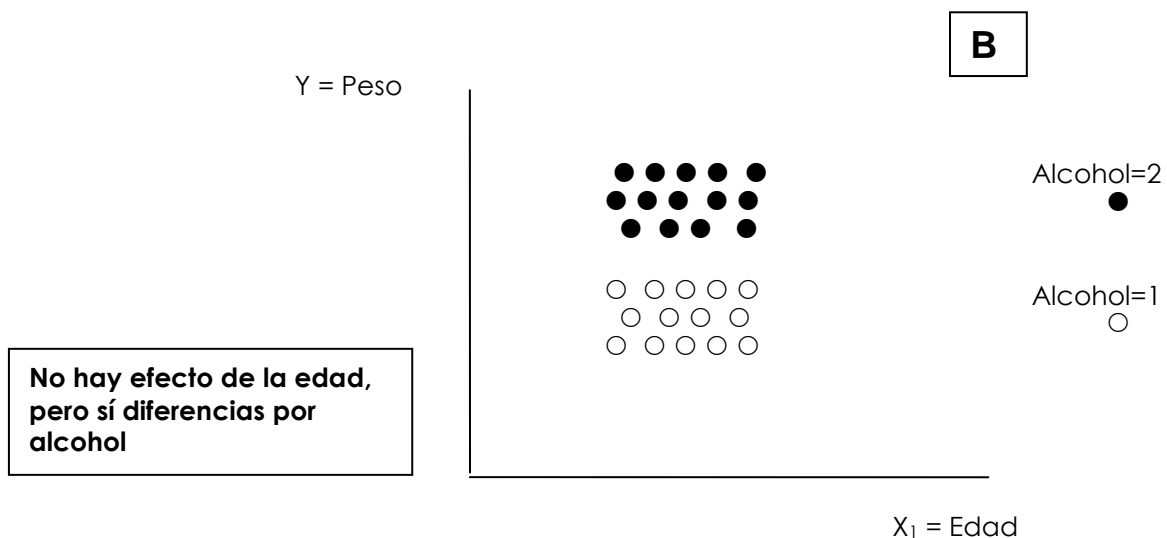 B
Y = Peso
Alcohol=2
Alcohol=1
No hay efecto de la edad,
pero sí diferencias por
alcohol
X₁ = Edad